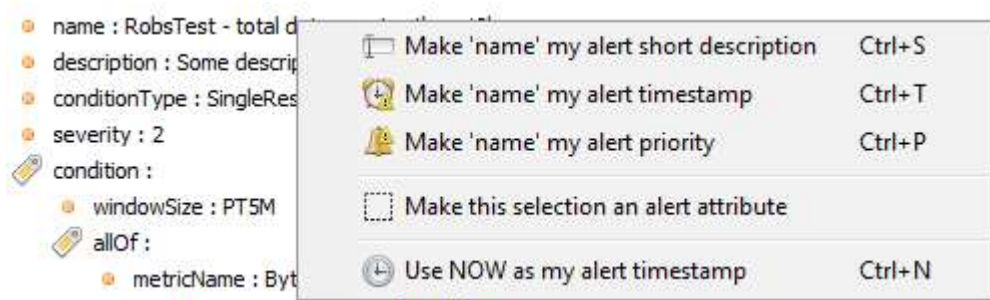 name : RobsTest - total d
description : Some descrip
conditionType : SingleRes
severity : 2
condition :
windowSize : PT5M
allOf :
metricName : Byt
Make 'name' my alert short description Ctrl+S
Make 'name' my alert timestamp Ctrl+T
Make 'name' my alert priority Ctrl+P
Make this selection an alert attribute
Use NOW as my alert timestamp Ctrl+N